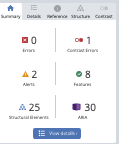 Summary Details Reference Structure Contrast
0 1
Errors Contrast Errors
2 8
Alerts Features
25 30
Structural Elements ARIA
View details ›